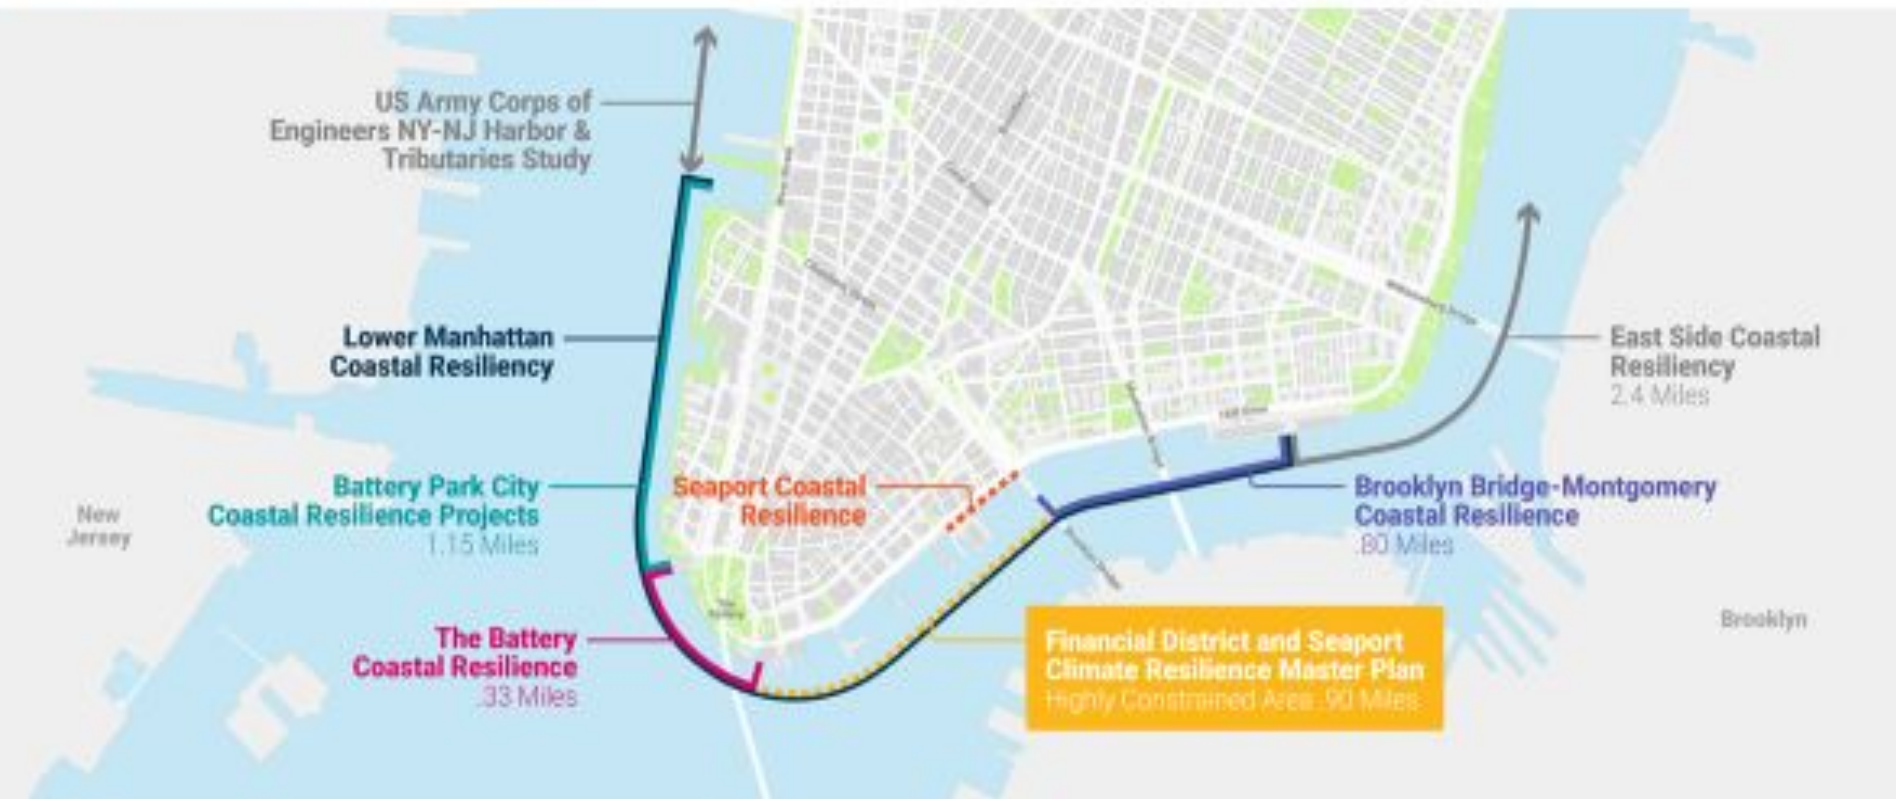 US Army Corps of
Engineers NY-NJ Harbor &
Tributaries Study
Lower Manhattan
Coastal Resiliency
East Side Coastal
Resiliency
2.4 Miles
Battery Park City
Coastal Resilience Projects
1.15 Miles
Seaport Coastal
Resilience
Brooklyn Bridge-Montgomery
Coastal Resilience
.80 Miles
New
Jersey
Brooklyn
The Battery
Coastal Resilience
.33 Miles
Financial District and Seaport
Climate Resilience Master Plan
Highly Constrained Area .90 Miles